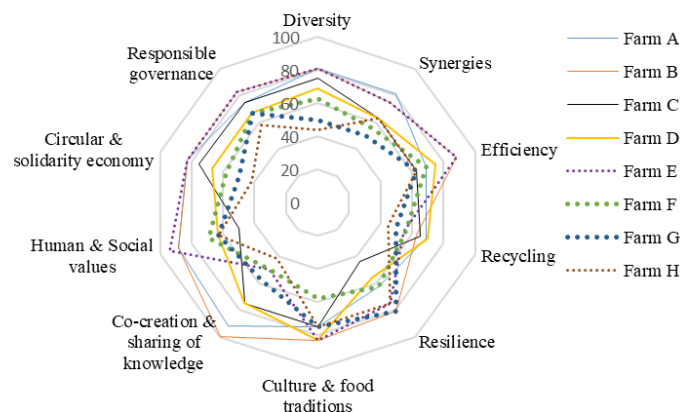 Diversity
100
80
60
40
20
0
Synergies
Efficiency
Recycling
Resilience
Culture & food
traditions
Co-creation &
sharing of
knowledge
Human & Social
values
Circular &
solidarity economy
Responsible
governance
Farm A
Farm B
Farm C
Farm D
Farm E
Farm F
Farm G
Farm H